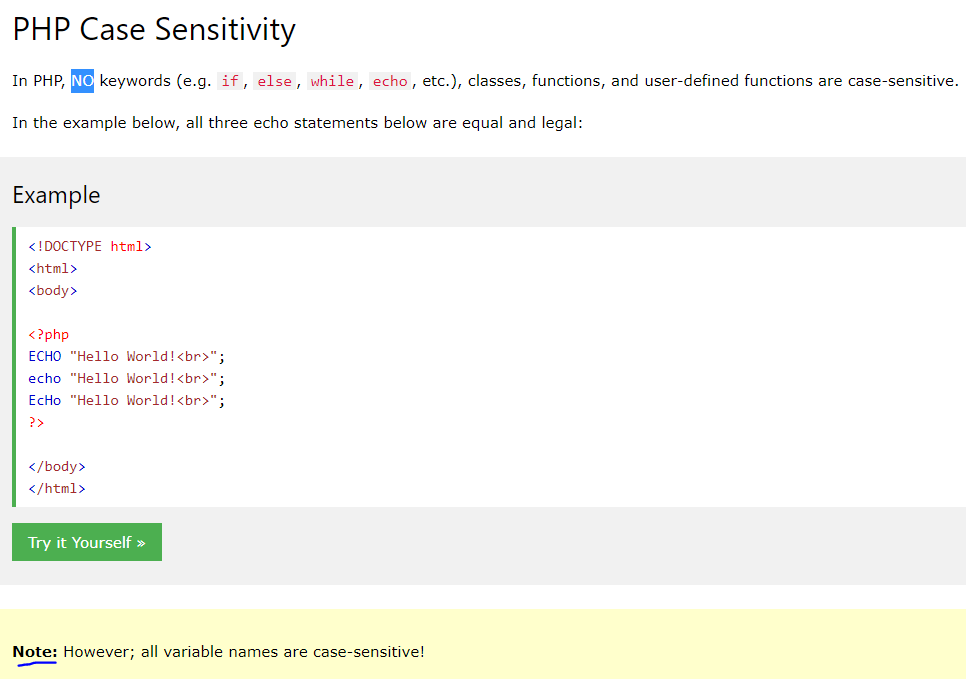 PHP Case Sensitivity
In PHP, NO keywords (e.g. if, else, while, echo, etc.), classes, functions, and user-defined functions are case-sensitive.
In the example below, all three echo statements below are equal and legal:
Example
<!DOCTYPE html>
<html>
<body>
<?php
ECHO "Hello World!<br>";
echo "Hello World!<br>";
EcHo "Hello World!<br>";
?>
</body>
</html>
Try it Yourself »
Note: However; all variable names are case-sensitive!